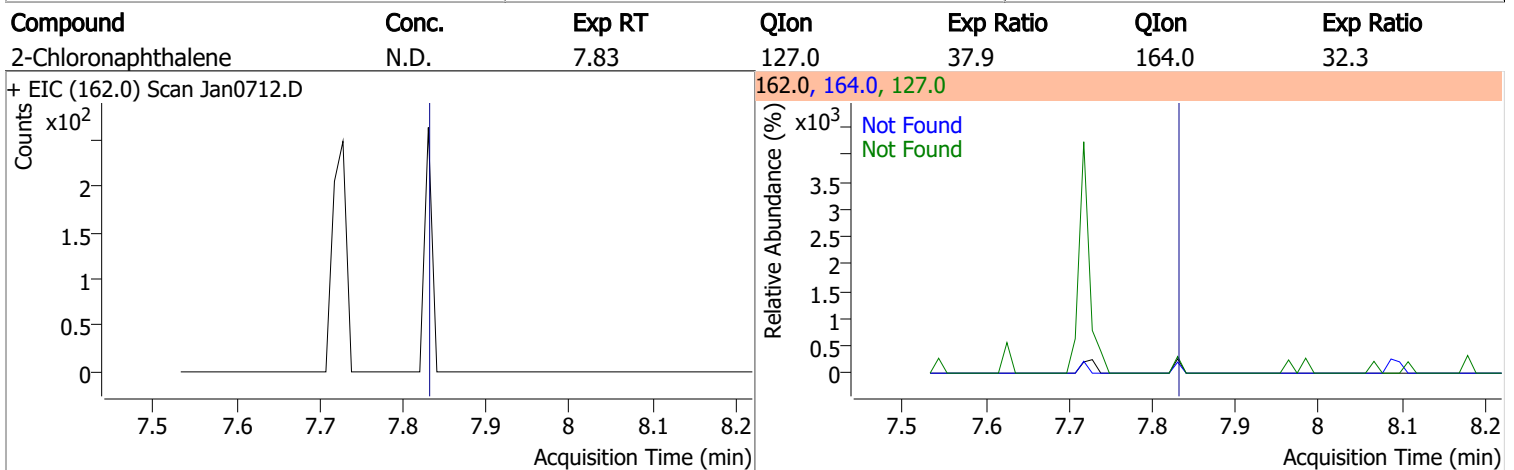 Compound Conc. Exp RT QIon Exp Ratio QIon Exp Ratio
2-Chloronaphthalene N.D. 7.83 127.0 37.9 164.0 32.3
+ EIC (162.0) Scan Jan0712.D
Counts
x10²
2
1.5
1
0.5
0
7.5 7.6 7.7 7.8 7.9 8 8.1 8.2
Acquisition Time (min)
162.0, 164.0, 127.0
Relative Abundance (%)
x10³
Not Found
Not Found
3.5
3
2.5
2
1.5
1
0.5
0
7.5 7.6 7.7 7.8 7.9 8 8.1 8.2
Acquisition Time (min)